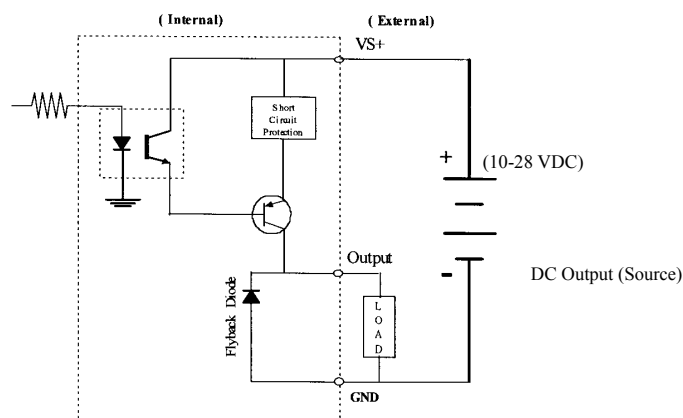 ( Internal)
( External)
VS+
Short
Circuit
Protection
+
(10-28 VDC)
Output
-
DC Output (Source)
Flyback Diode
L
O
A
D
GND